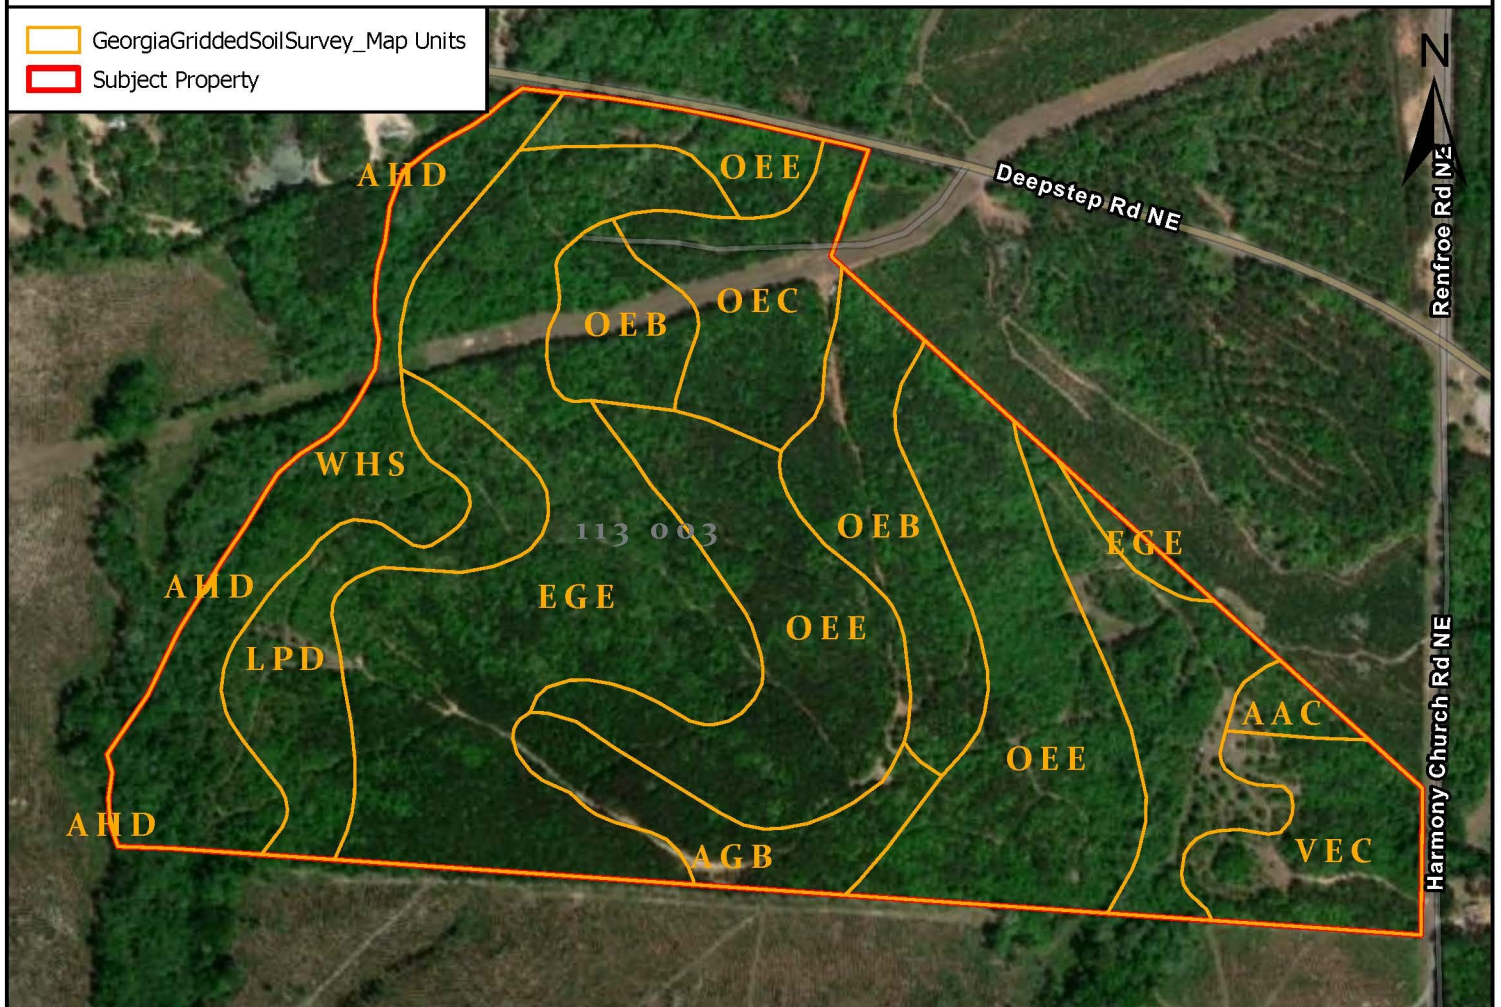 GeorgiaGriddedSoilSurvey_Map Units
Subject Property
N
AHD
OEE
Deepstep Rd NE
Renfroe Rd NE
OEC
OEB
WHS
113 003
OEB
EGE
AHD
EGE
OEE
LPD
AAC
OEE
Harmony Church Rd NE
AHD
AGB
VEC